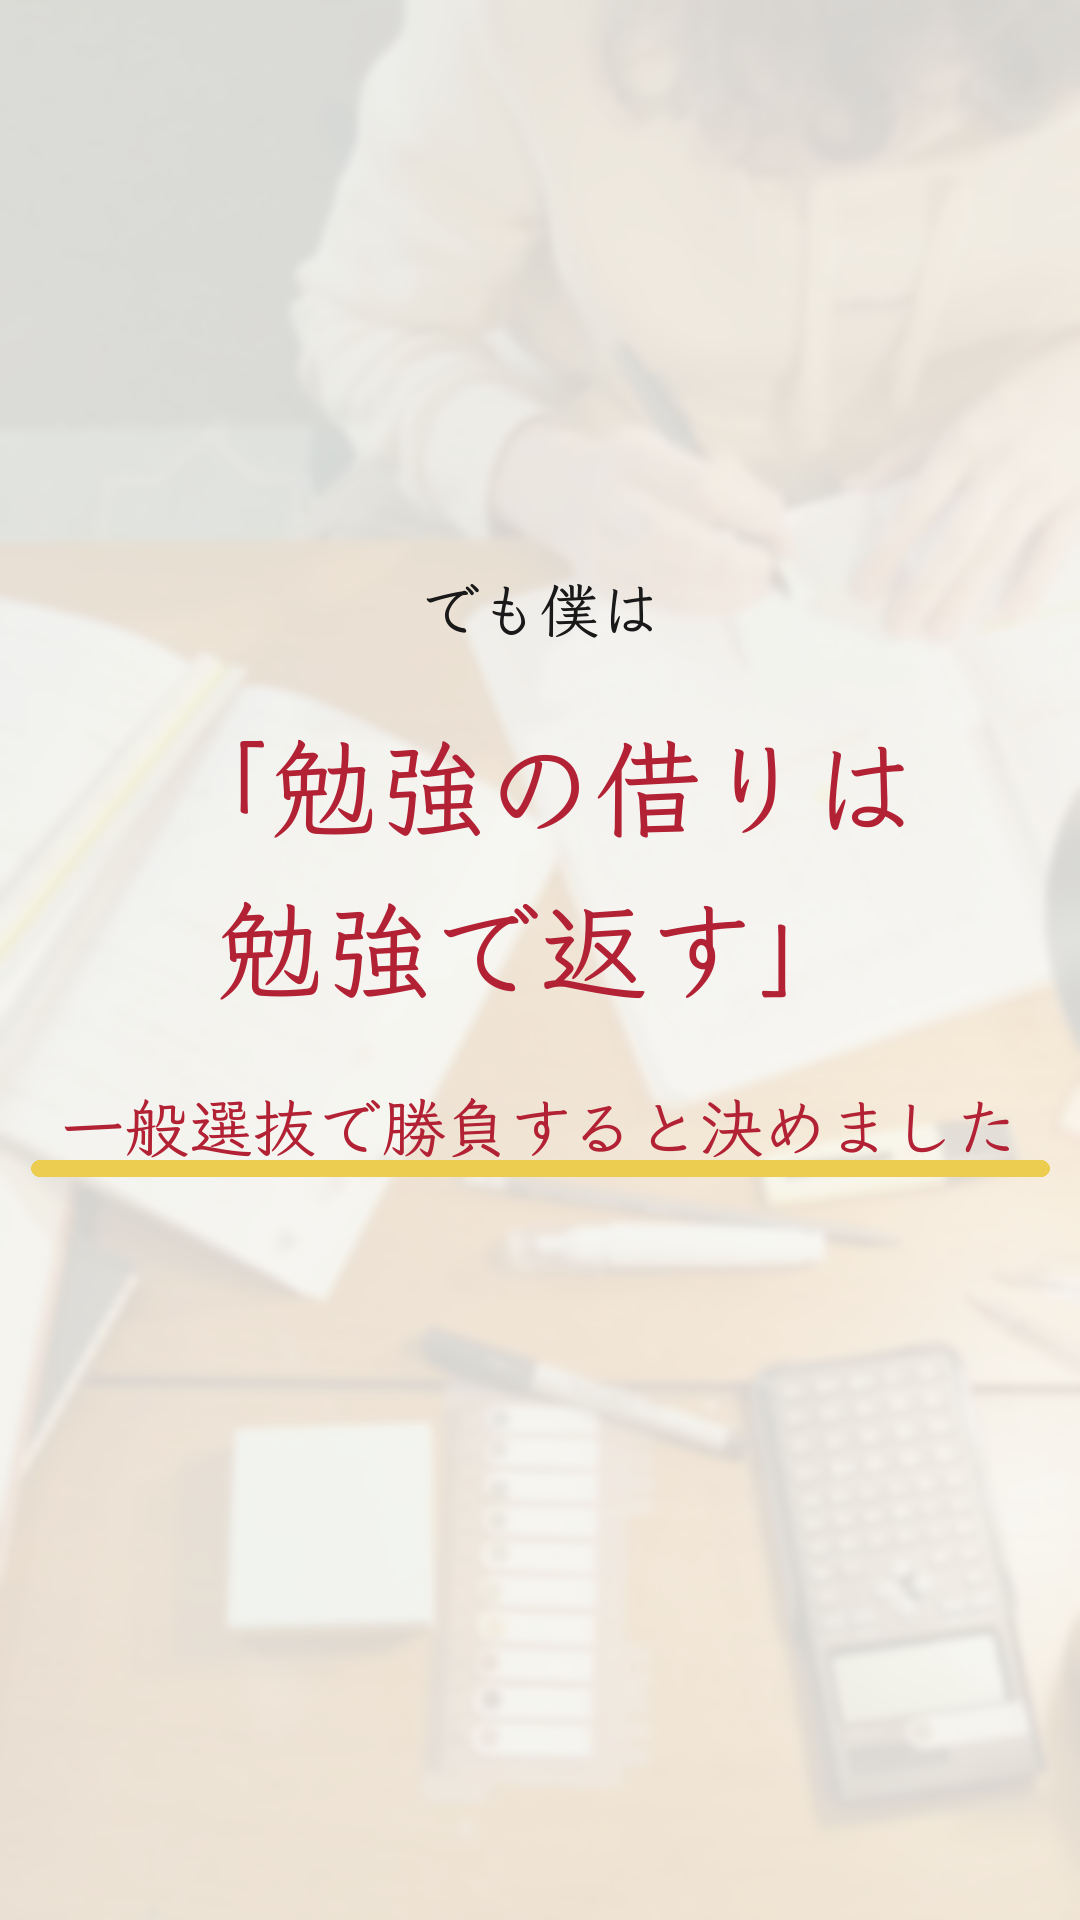 でも僕は
「勉強の借りは
勉強で返す」
一般選抜で勝負すると決めました